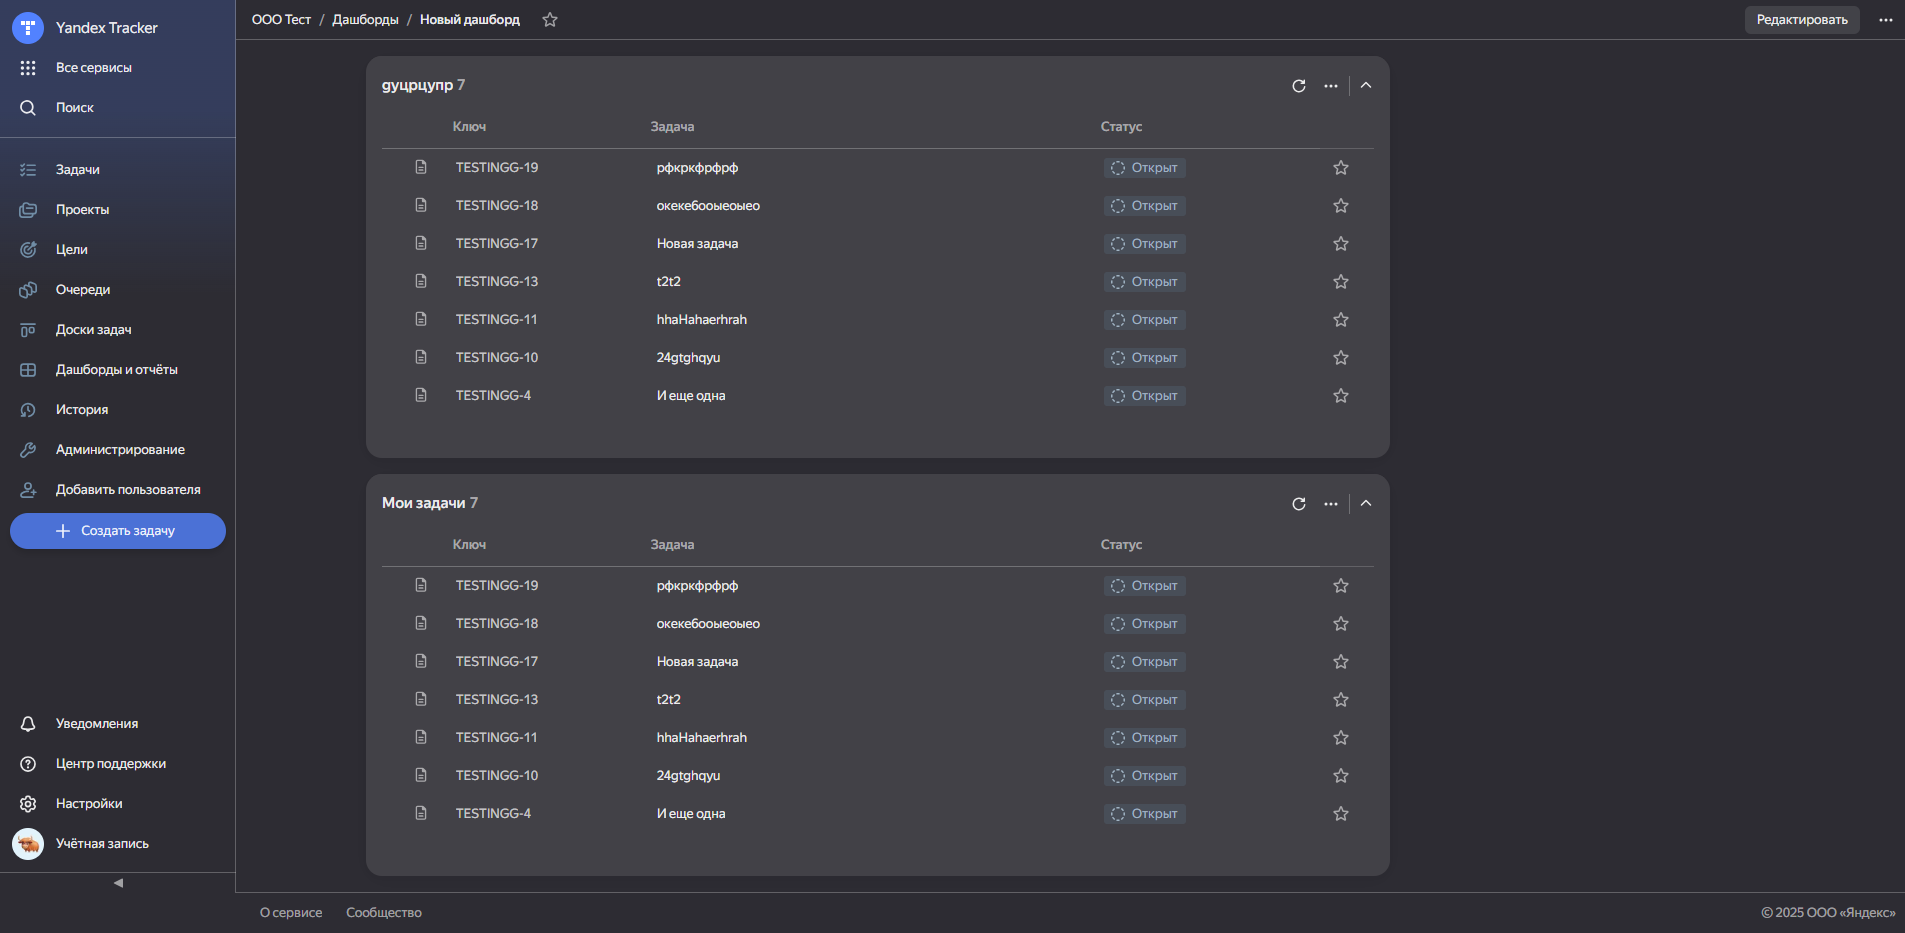 Yandex Tracker
Все сервисы
Поиск
Задачи
Проекты
Цели
Очереди
Доски задач
Дашборды и отчёты
История
Администрирование
Добавить пользователя
Создать задачу
Уведомления
Центр поддержки
Настройки
Учётная запись
ООО Тест / Дашборды / Новый дашборд
Редактировать
дуцрцупр 7
Ключ Задача Статус
TESTINGG-19 рфкркфрфрф Открыт
TESTINGG-18 океке6ооыеоыео Открыт
TESTINGG-17 Новая задача Открыт
TESTINGG-13 t2t2 Открыт
TESTINGG-11 hhaHahaerhrah Открыт
TESTINGG-10 24gtghqyu Открыт
TESTINGG-4 И еще одна Открыт
Мои задачи 7
Ключ Задача Статус
TESTINGG-19 рфкркфрфрф Открыт
TESTINGG-18 океке6ооыеоыео Открыт
TESTINGG-17 Новая задача Открыт
TESTINGG-13 t2t2 Открыт
TESTINGG-11 hhaHahaerhrah Открыт
TESTINGG-10 24gtghqyu Открыт
TESTINGG-4 И еще одна Открыт
О сервисе Сообщество
© 2025 ООО «Яндекс»